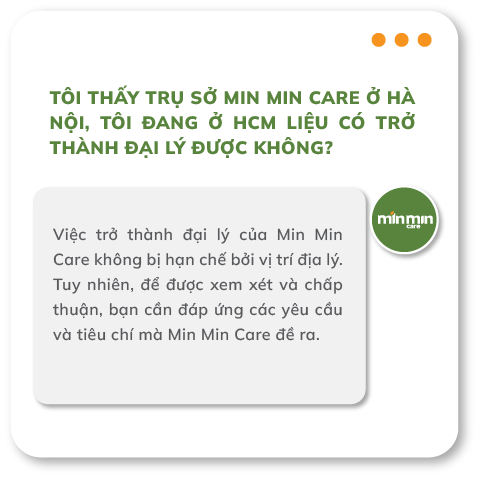 TÔI THẤY TRỤ SỞ MIN MIN CARE Ở HÀ
NỘI, TÔI ĐANG Ở HCM LIỆU CÓ TRỞ
THÀNH ĐẠI LÝ ĐƯỢC KHÔNG?
minmin
care
Việc trở thành đại lý của Min Min
Care không bị hạn chế bởi vị trí địa lý.
Tuy nhiên, để được xem xét và chấp
thuận, bạn cần đáp ứng các yêu cầu
và tiêu chí mà Min Min Care đề ra.